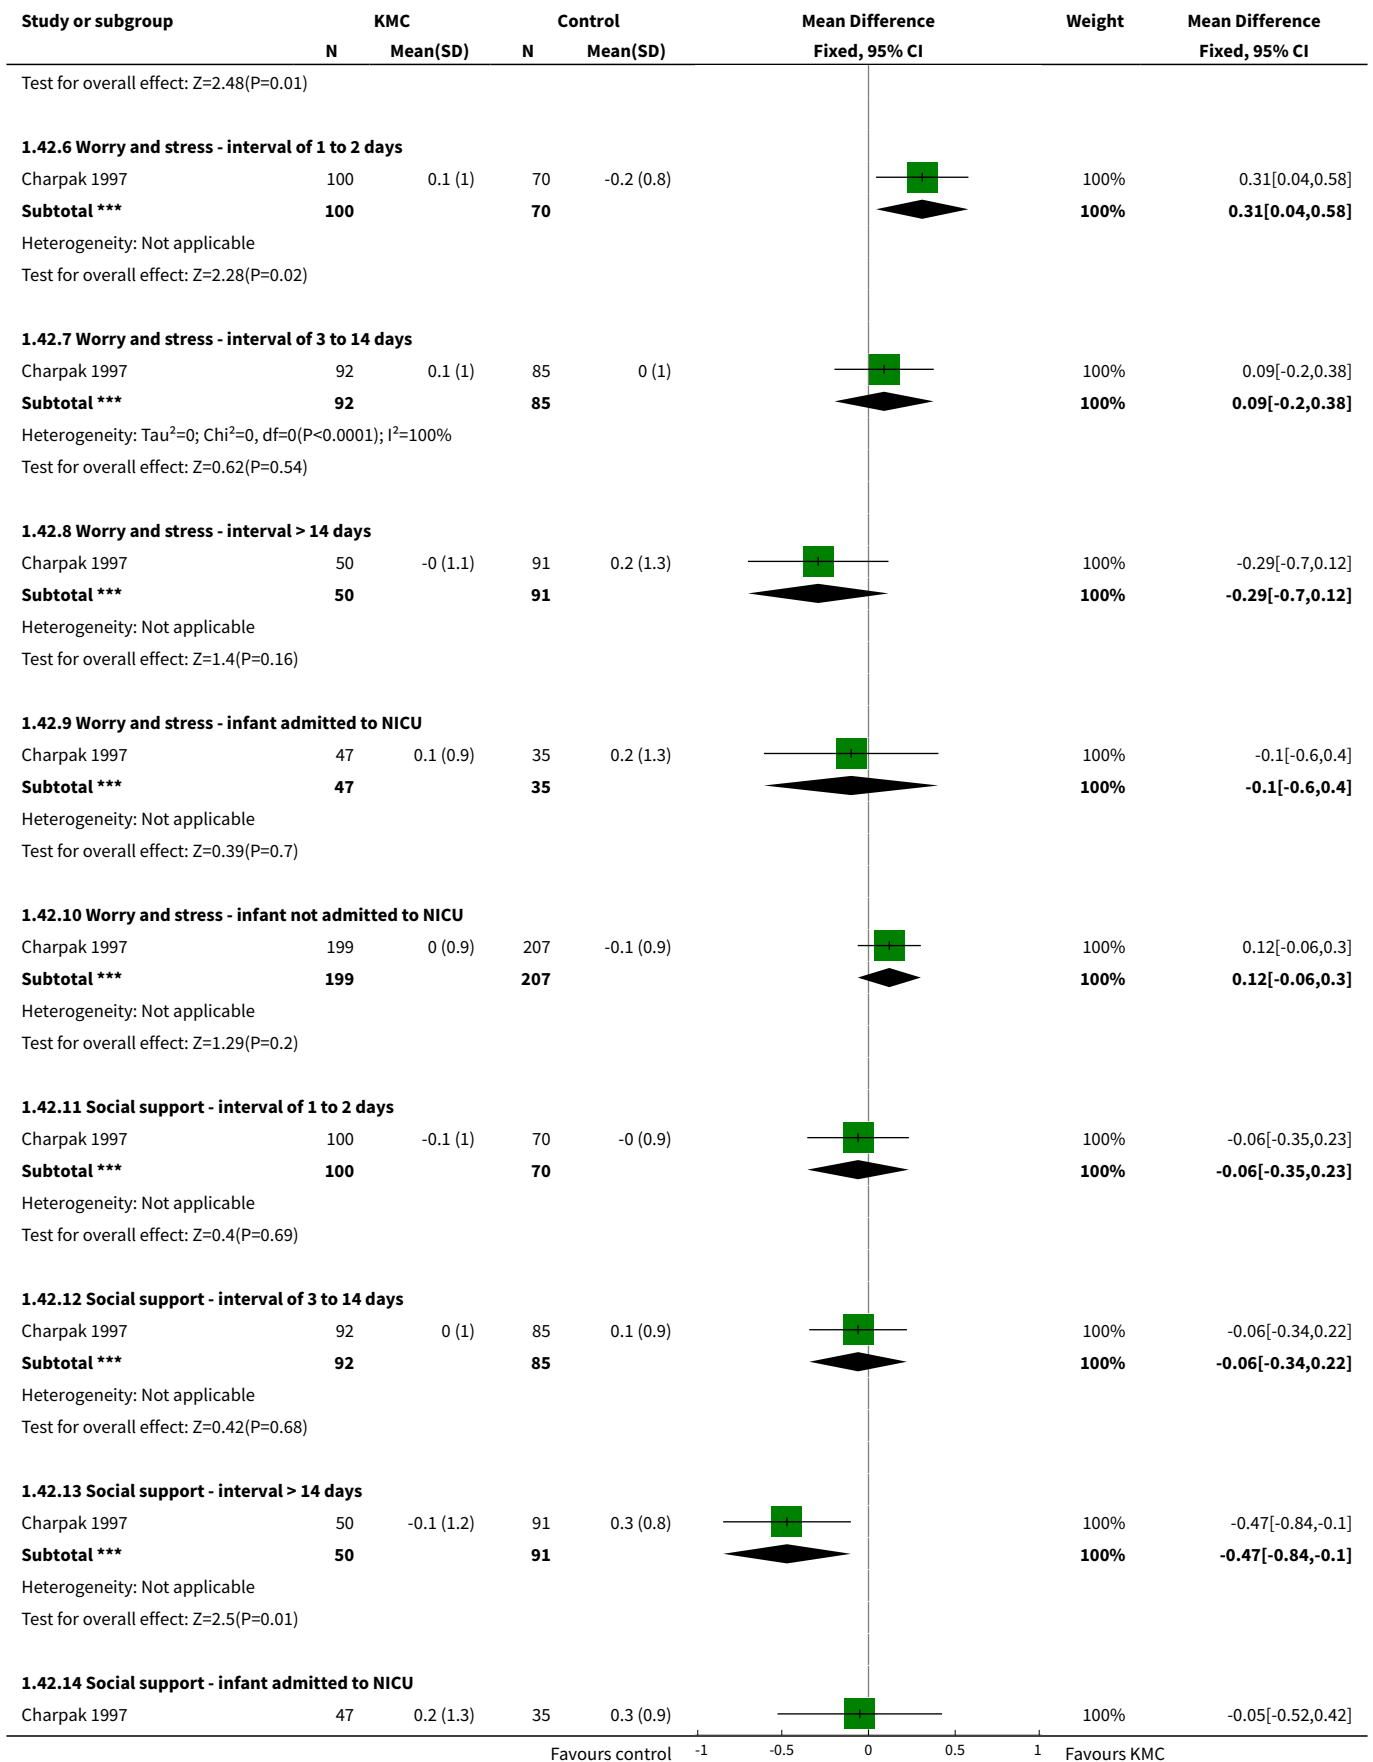 Study or subgroup KMC Control Mean Difference Weight Mean Difference
N Mean(SD) N Mean(SD) Fixed, 95% CI Fixed, 95% CI
Test for overall effect: Z=2.48(P=0.01)
1.42.6 Worry and stress - interval of 1 to 2 days
Charpak 1997 100 0.1 (1) 70 -0.2 (0.8) 100% 0.31[0.04,0.58]
Subtotal *** 100 70 100% 0.31[0.04,0.58]
Heterogeneity: Not applicable
Test for overall effect: Z=2.28(P=0.02)
1.42.7 Worry and stress - interval of 3 to 14 days
Charpak 1997 92 0.1 (1) 85 0 (1) 100% 0.09[-0.2,0.38]
Subtotal *** 92 85 100% 0.09[-0.2,0.38]
Heterogeneity: Tau²=0; Chi²=0, df=0(P<0.0001); I²=100%
Test for overall effect: Z=0.62(P=0.54)
1.42.8 Worry and stress - interval > 14 days
Charpak 1997 50 -0 (1.1) 91 0.2 (1.3) 100% -0.29[-0.7,0.12]
Subtotal *** 50 91 100% -0.29[-0.7,0.12]
Heterogeneity: Not applicable
Test for overall effect: Z=1.4(P=0.16)
1.42.9 Worry and stress - infant admitted to NICU
Charpak 1997 47 0.1 (0.9) 35 0.2 (1.3) 100% -0.1[-0.6,0.4]
Subtotal *** 47 35 100% -0.1[-0.6,0.4]
Heterogeneity: Not applicable
Test for overall effect: Z=0.39(P=0.7)
1.42.10 Worry and stress - infant not admitted to NICU
Charpak 1997 199 0 (0.9) 207 -0.1 (0.9) 100% 0.12[-0.06,0.3]
Subtotal *** 199 207 100% 0.12[-0.06,0.3]
Heterogeneity: Not applicable
Test for overall effect: Z=1.29(P=0.2)
1.42.11 Social support - interval of 1 to 2 days
Charpak 1997 100 -0.1 (1) 70 -0 (0.9) 100% -0.06[-0.35,0.23]
Subtotal *** 100 70 100% -0.06[-0.35,0.23]
Heterogeneity: Not applicable
Test for overall effect: Z=0.4(P=0.69)
1.42.12 Social support - interval of 3 to 14 days
Charpak 1997 92 0 (1) 85 0.1 (0.9) 100% -0.06[-0.34,0.22]
Subtotal *** 92 85 100% -0.06[-0.34,0.22]
Heterogeneity: Not applicable
Test for overall effect: Z=0.42(P=0.68)
1.42.13 Social support - interval > 14 days
Charpak 1997 50 -0.1 (1.2) 91 0.3 (0.8) 100% -0.47[-0.84,-0.1]
Subtotal *** 50 91 100% -0.47[-0.84,-0.1]
Heterogeneity: Not applicable
Test for overall effect: Z=2.5(P=0.01)
1.42.14 Social support - infant admitted to NICU
Charpak 1997 47 0.2 (1.3) 35 0.3 (0.9) 100% -0.05[-0.52,0.42]
Favours control -1 -0.5 0 0.5 1 Favours KMC